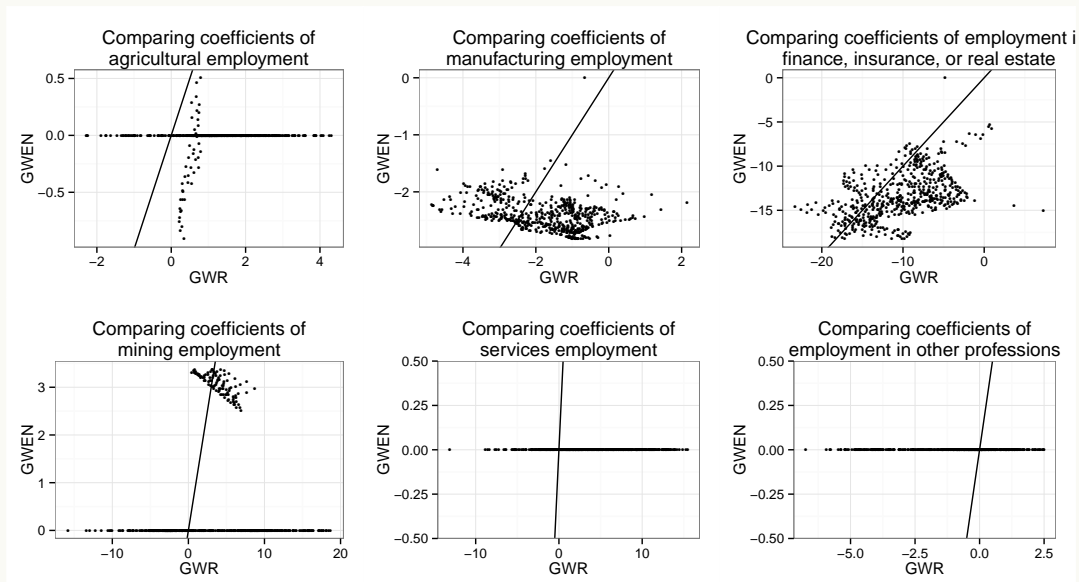 Comparing coefficients of
agricultural employment
0.5
0.0
−0.5
GWEN
−2
0
2
4
GWR
Comparing coefficients of
manufacturing employment
0
−1
−2
GWEN
−4
−2
0
2
GWR
Comparing coefficients of employment i
finance, insurance, or real estate
0
−5
−10
−15
GWEN
−20
−10
0
GWR
Comparing coefficients of
mining employment
3
2
1
0
GWEN
−10
0
10
20
GWR
Comparing coefficients of
services employment
0.50
0.25
0.00
−0.25
−0.50
GWEN
−10
0
10
GWR
Comparing coefficients of
employment in other professions
0.50
0.25
0.00
−0.25
−0.50
GWEN
−5.0
−2.5
0.0
2.5
GWR